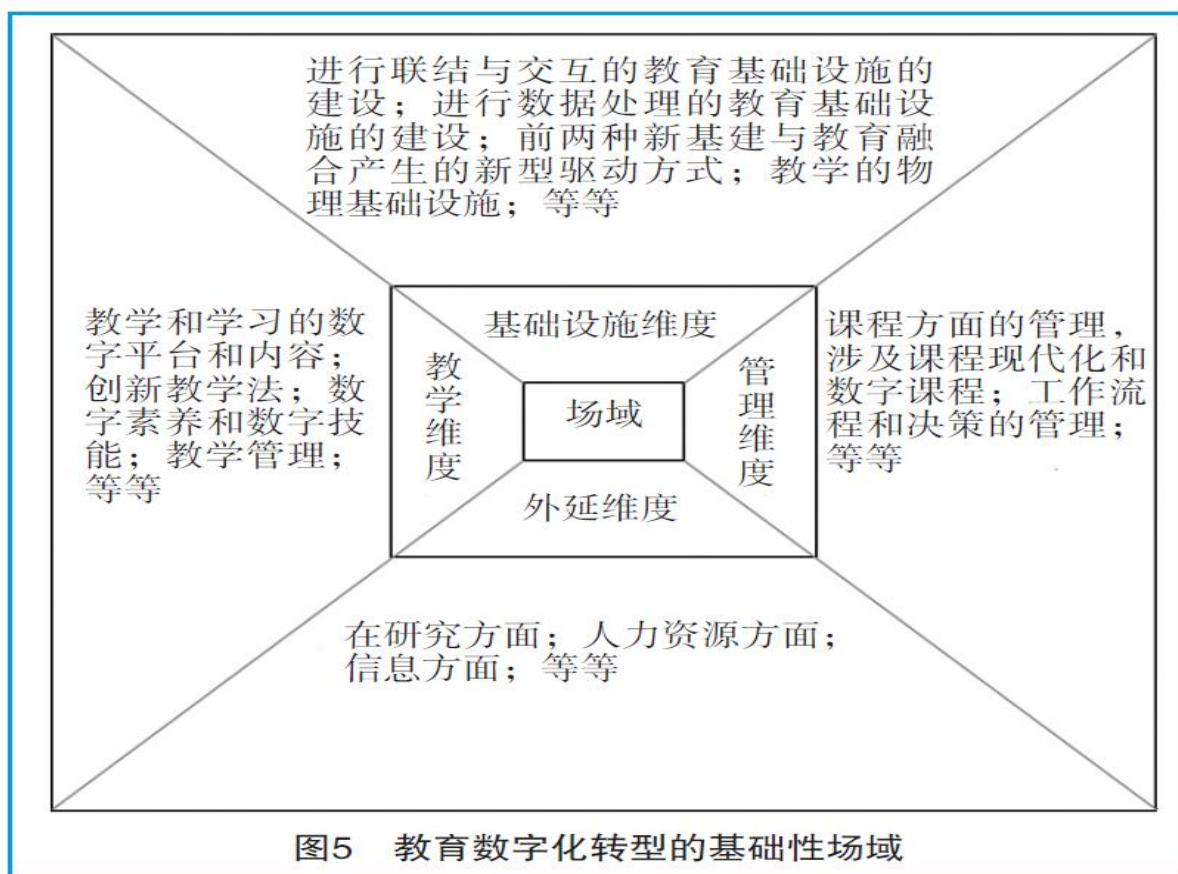 进行联结与交互的教育基础设施的
建设；进行数据处理的教育基础设
施的建设；前两种新基建与教育融
合产生的新型驱动方式；教学的物
理基础设施；等等
教学和学习的数
字平台和内容；
创新教学法；数
字素养和数字技
能；教学管理；
等等
基础设施维度
教学维度
场域
管理维度
外延维度
课程方面的管理，
涉及课程现代化和
数字课程；工作流
程和决策的管理；
等等
在研究方面；人力资源方面；
信息方面；等等
图5 教育数字化转型的基础性场域